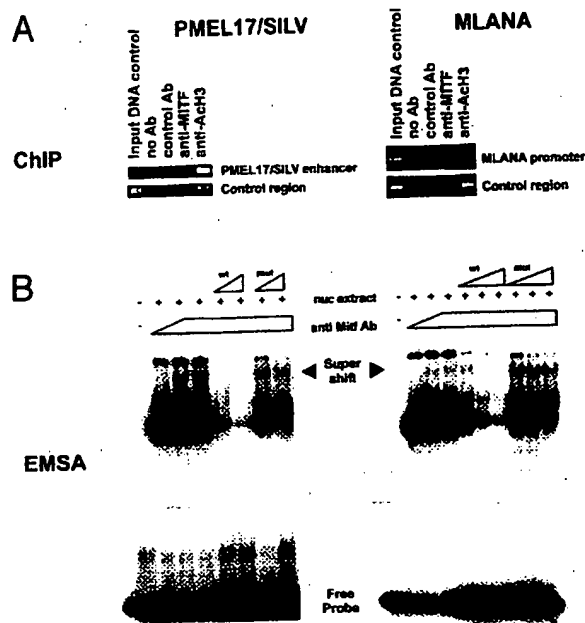 A
PMEL17/SILV
MLANA
Input DNA control
no Ab
control Ab
anti-MITF
anti-AcH3
Input DNA control
no Ab
control Ab
anti-MITF
anti-AcH3
ChIP
PMEL17/SILV enhancer
Control region
MLANA promoter
Control region
B
wt
mut
wt
mut
- + + + + + + +
nuc extract
- + + + + + + + + +
-
anti Mitf Ab
-
Super
shift
EMSA
Free
Probe